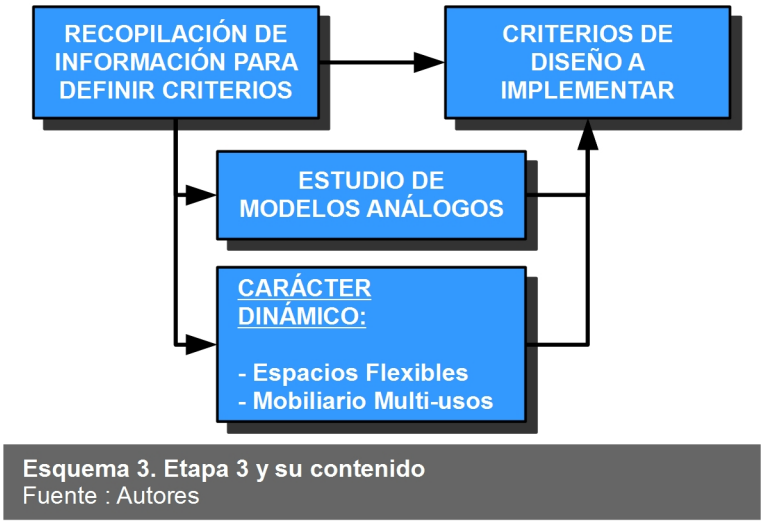 RECOPILACIÓN DE
INFORMACIÓN PARA
DEFINIR CRITERIOS
CRITERIOS DE
DISEÑO A
IMPLEMENTAR
ESTUDIO DE
MODELOS ANÁLOGOS
CARÁCTER
DINÁMICO:
- Espacios Flexibles
- Mobiliario Multi-usos
Esquema 3. Etapa 3 y su contenido
Fuente : Autores